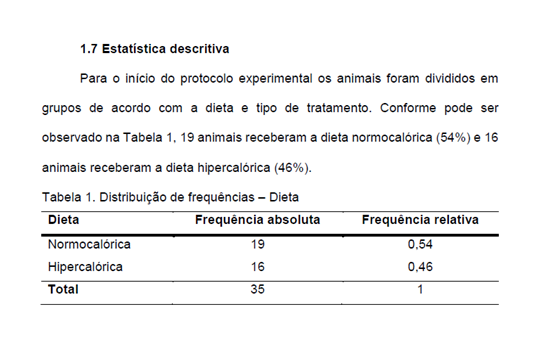 1.7 Estatística descritiva
Para o início do protocolo experimental os animais foram divididos em
grupos de acordo com a dieta e tipo de tratamento. Conforme pode ser
observado na Tabela 1, 19 animais receberam a dieta normocalórica (54%) e 16
animais receberam a dieta hipercalórica (46%).
Tabela 1. Distribuição de frequências – Dieta
Dieta Frequência absoluta Frequência relativa
Normocalórica 19 0,54
Hipercalórica 16 0,46
Total 35 1